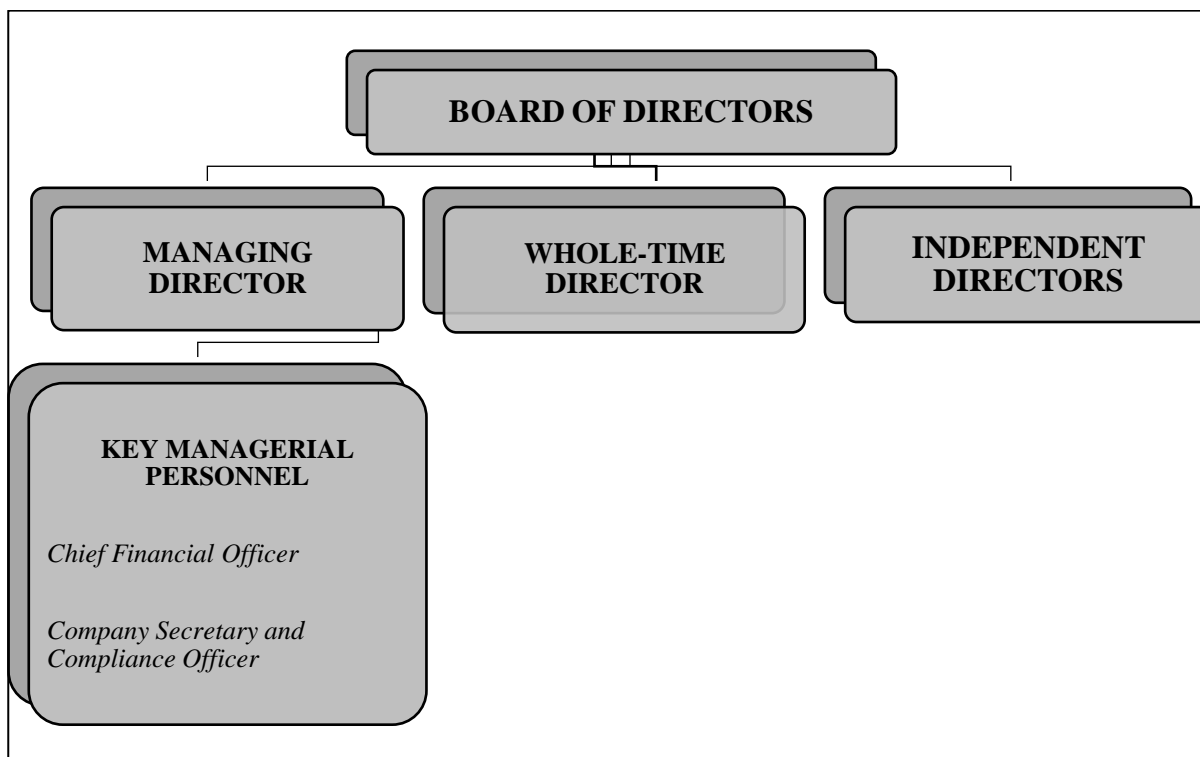 BOARD OF DIRECTORS
MANAGING
DIRECTOR
WHOLE-TIME
DIRECTOR
INDEPENDENT
DIRECTORS
KEY MANAGERIAL
PERSONNEL
Chief Financial Officer
Company Secretary and
Compliance Officer